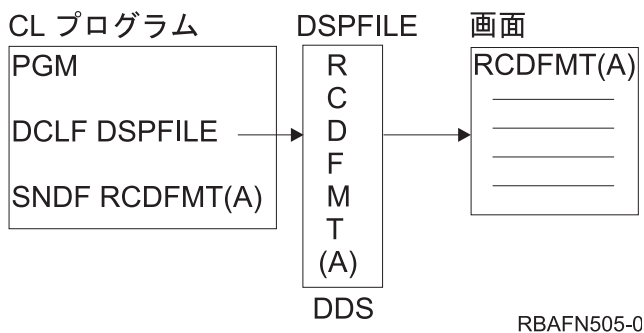 CL プログラム
PGM
DCLF DSPFILE
SNDF RCDFMT(A)
DSPFILE
R
C
D
F
M
T
(A)
DDS
画面
RCDFMT(A)
RBAFN505-0